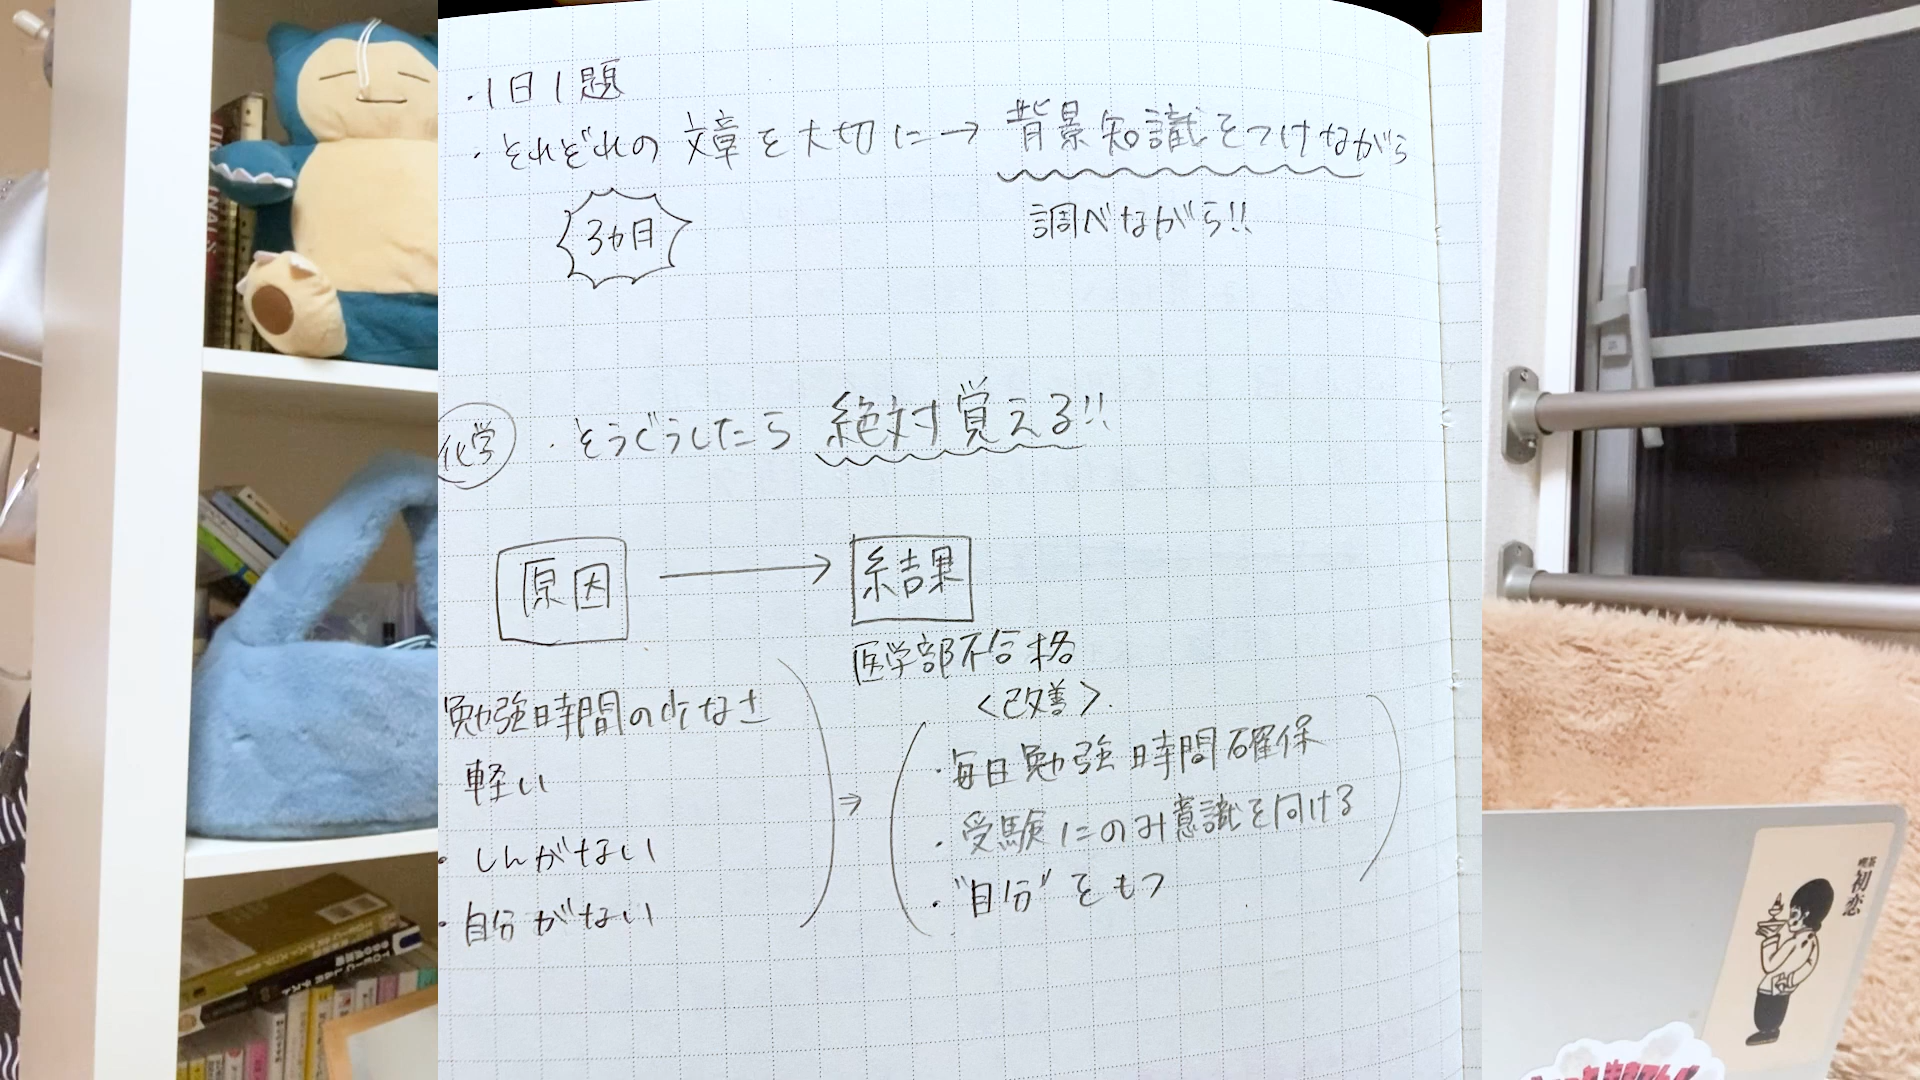 ・1日1題
・それぞれの文章を大切に→背景知識をつけながら
調べながら!!
3ヵ月
化学
・そうぐうしたら絶対覚える!!
原因
結果
医学部不合格
勉強時間の少なさ
軽い
・しんがない
・自分がない
⇒
<改善>
・毎日勉強時間確保
・受験にのみ意識を向ける
・"自分"をもつ
喫茶
初恋